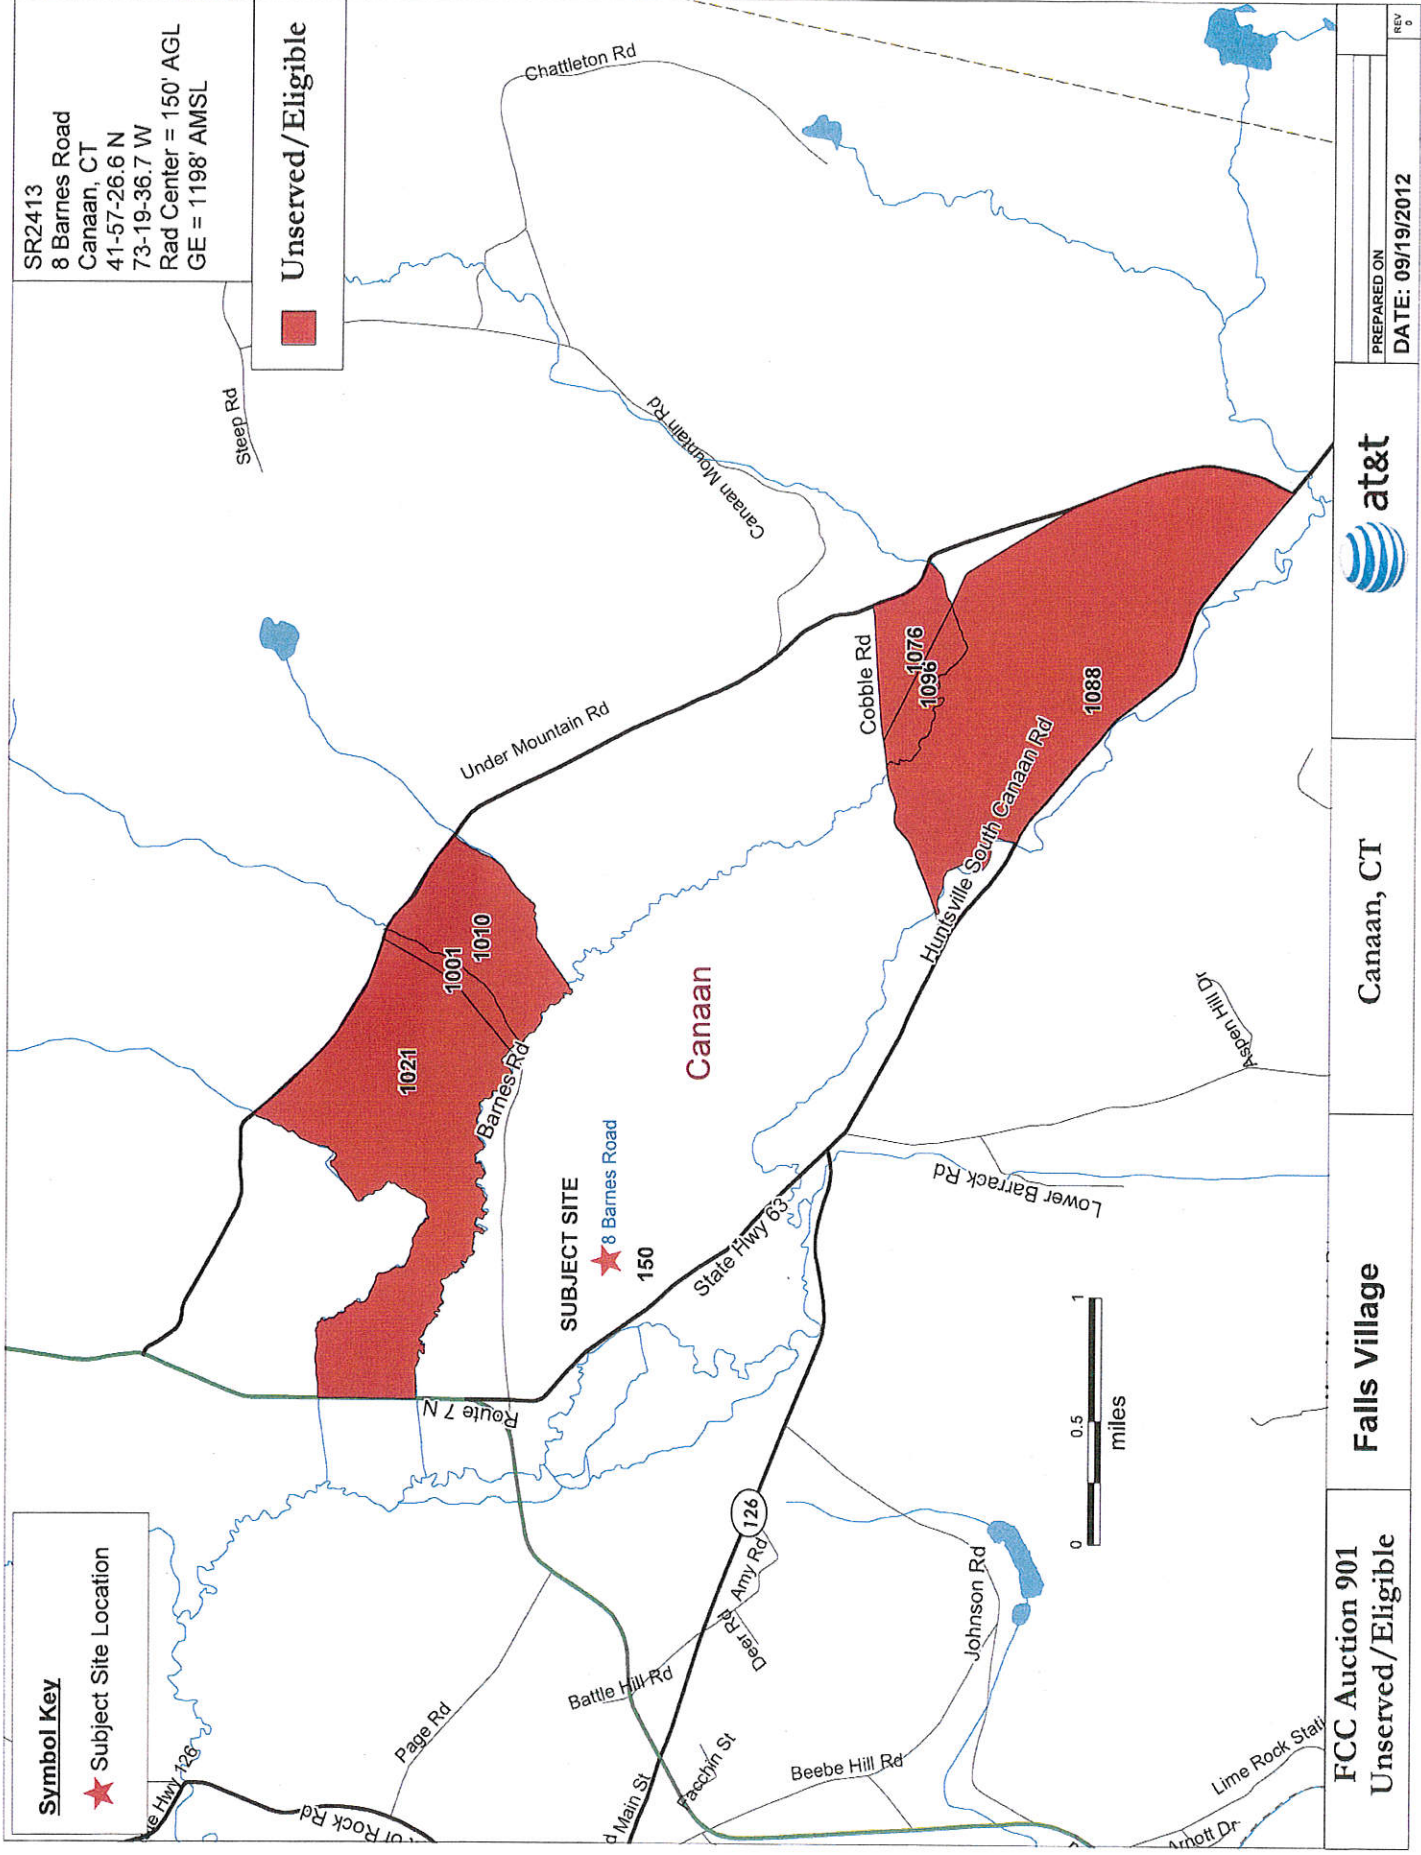 Symbol Key
Subject Site Location
SR2413
8 Barnes Road
Canaan, CT
41-57-26.6 N
73-19-36.7 W
Rad Center = 150' AGL
GE = 1198' AMSL
Unserved/Eligible
Steep Rd
Chattleton Rd
Canaan Mountain Rd
Under Mountain Rd
1021
1001
1010
Barnes Rd
Route 7 N
SUBJECT SITE
8 Barnes Road
150
Canaan
Cobble Rd
1076
1096
1088
Huntsville South Canaan Rd
State Hwy 63
Lower Barrack Rd
Aspen Hill Dr
126
Amy Rd
Deer Rd
Battle Hill Rd
Page Rd
Hwy 126
of Rock Rd
Main St
Facchin St
Beebe Hill Rd
Johnson Rd
Lime Rock Stati
Arnott Dr
0 0.5 1
miles
FCC Auction 901
Unserved/Eligible
Falls Village
Canaan, CT
at&t
PREPARED ON
DATE: 09/19/2012
REV
0